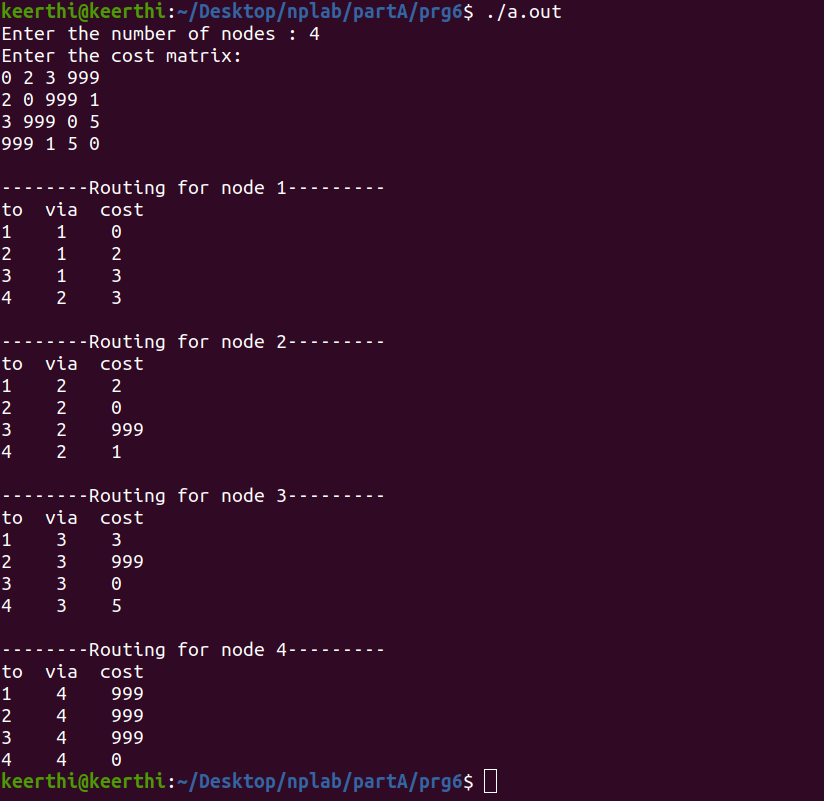 keerthi@keerthi:~/Desktop/nplab/partA/prg6$ ./a.out
Enter the number of nodes : 4
Enter the cost matrix:
0 2 3 999
2 0 999 1
3 999 0 5
999 1 5 0
--------Routing for node 1---------
to  via  cost
1    1    0
2    1    2
3    1    3
4    2    3
--------Routing for node 2---------
to  via  cost
1    2    2
2    2    0
3    2    999
4    2    1
--------Routing for node 3---------
to  via  cost
1    3    3
2    3    999
3    3    0
4    3    5
--------Routing for node 4---------
to  via  cost
1    4    999
2    4    999
3    4    999
4    4    0
keerthi@keerthi:~/Desktop/nplab/partA/prg6$